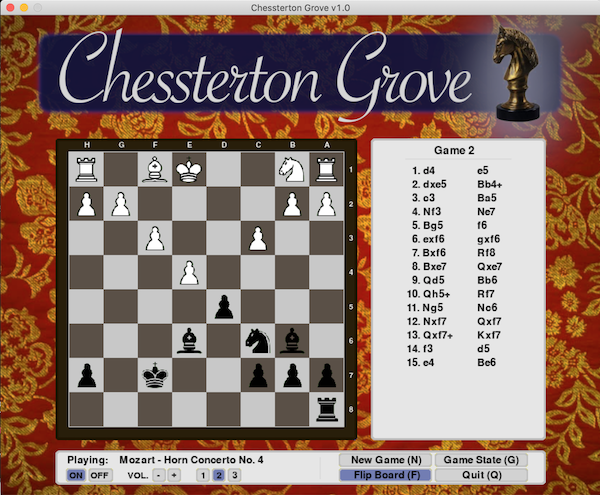 Chessterton Grove v1.0
Chessterton Grove
H G F E D C B A
1
2
3
4
5
6
7
8
Game 2
1. d4 e5
2. dxe5 Bb4+
3. c3 Ba5
4. Nf3 Ne7
5. Bg5 f6
6. exf6 gxf6
7. Bxf6 Rf8
8. Bxe7 Qxe7
9. Qd5 Bb6
10. Qh5+ Rf7
11. Ng5 Nc6
12. Nxf7 Qxf7
13. Qxf7+ Kxf7
14. f3 d5
15. e4 Be6
Playing: Mozart - Horn Concerto No. 4
ON OFF VOL. - + 1 2 3
New Game (N) Game State (G)
Flip Board (F) Quit (Q)